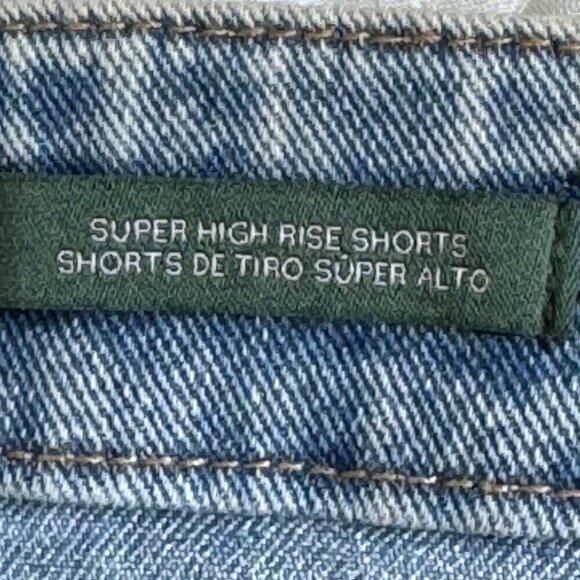 SUPER HIGH RISE SHORTS
SHORTS DE TIRO SÚPER ALTO